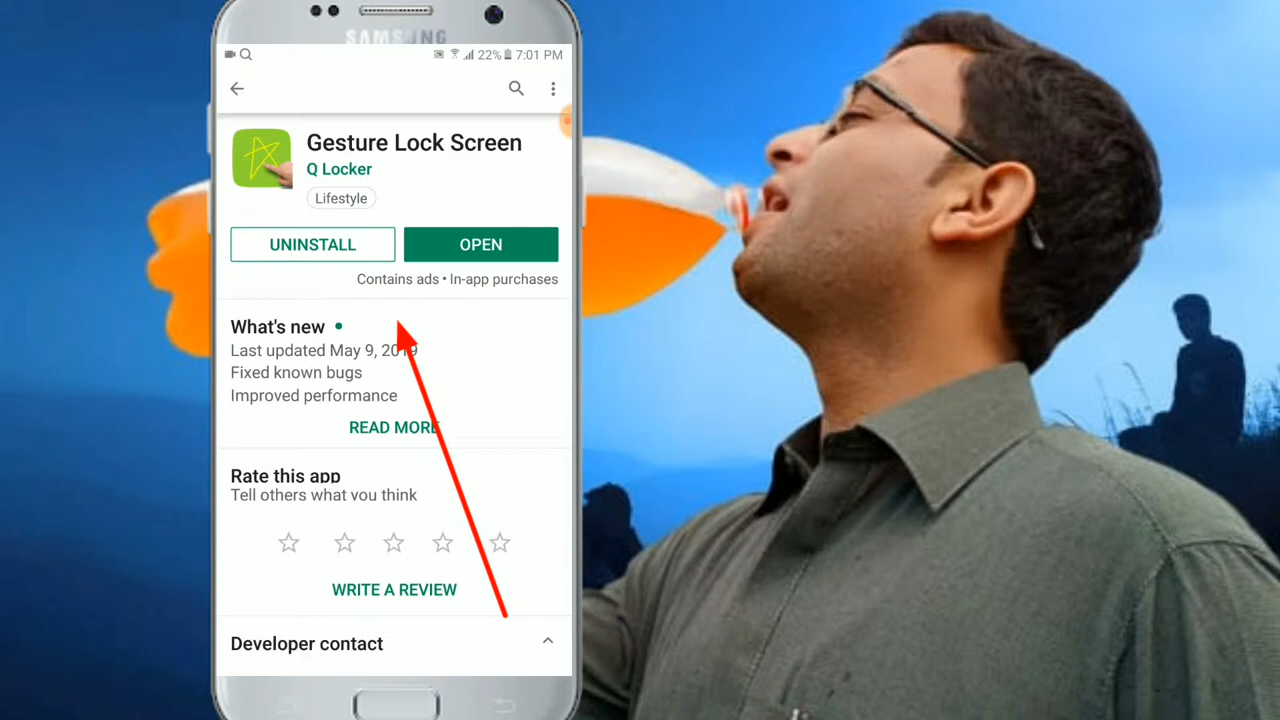 SAMSUNG
22% 7:01 PM
Gesture Lock Screen
Q Locker
Lifestyle
UNINSTALL
OPEN
Contains ads • In-app purchases
What's new
Last updated May 9, 2019
Fixed known bugs
Improved performance
READ MORE
Rate this app
Tell others what you think
WRITE A REVIEW
Developer contact